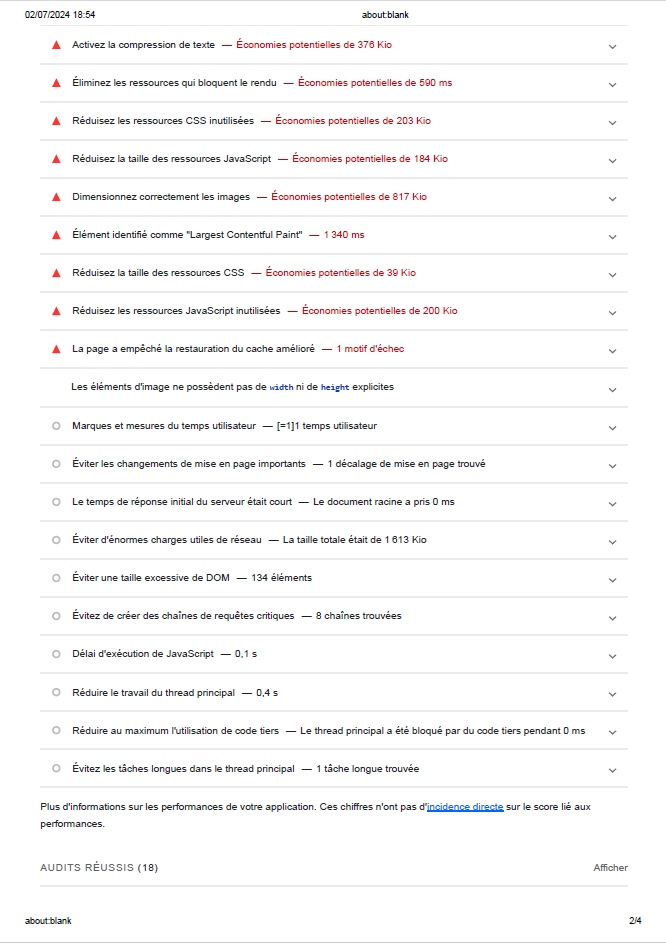 02/07/2024 18:54 about:blank
Activez la compression de texte — Économies potentielles de 376 Kio
Éliminez les ressources qui bloquent le rendu — Économies potentielles de 590 ms
Réduisez les ressources CSS inutilisées — Économies potentielles de 203 Kio
Réduisez la taille des ressources JavaScript — Économies potentielles de 184 Kio
Dimensionnez correctement les images — Économies potentielles de 817 Kio
Élément identifié comme "Largest Contentful Paint" — 1 340 ms
Réduisez la taille des ressources CSS — Économies potentielles de 39 Kio
Réduisez les ressources JavaScript inutilisées — Économies potentielles de 200 Kio
La page a empêché la restauration du cache amélioré — 1 motif d'échec
Les éléments d'image ne possèdent pas de width ni de height explicites
Marques et mesures du temps utilisateur — [=1]1 temps utilisateur
Éviter les changements de mise en page importants — 1 décalage de mise en page trouvé
Le temps de réponse initial du serveur était court — Le document racine a pris 0 ms
Éviter d'énormes charges utiles de réseau — La taille totale était de 1 613 Kio
Éviter une taille excessive de DOM — 134 éléments
Évitez de créer des chaînes de requêtes critiques — 8 chaînes trouvées
Délai d'exécution de JavaScript — 0,1 s
Réduire le travail du thread principal — 0,4 s
Réduire au maximum l'utilisation de code tiers — Le thread principal a été bloqué par du code tiers pendant 0 ms
Évitez les tâches longues dans le thread principal — 1 tâche longue trouvée
Plus d'informations sur les performances de votre application. Ces chiffres n'ont pas d'incidence directe sur le score lié aux
performances.
AUDITS RÉUSSIS (18) Afficher
about:blank 2/4